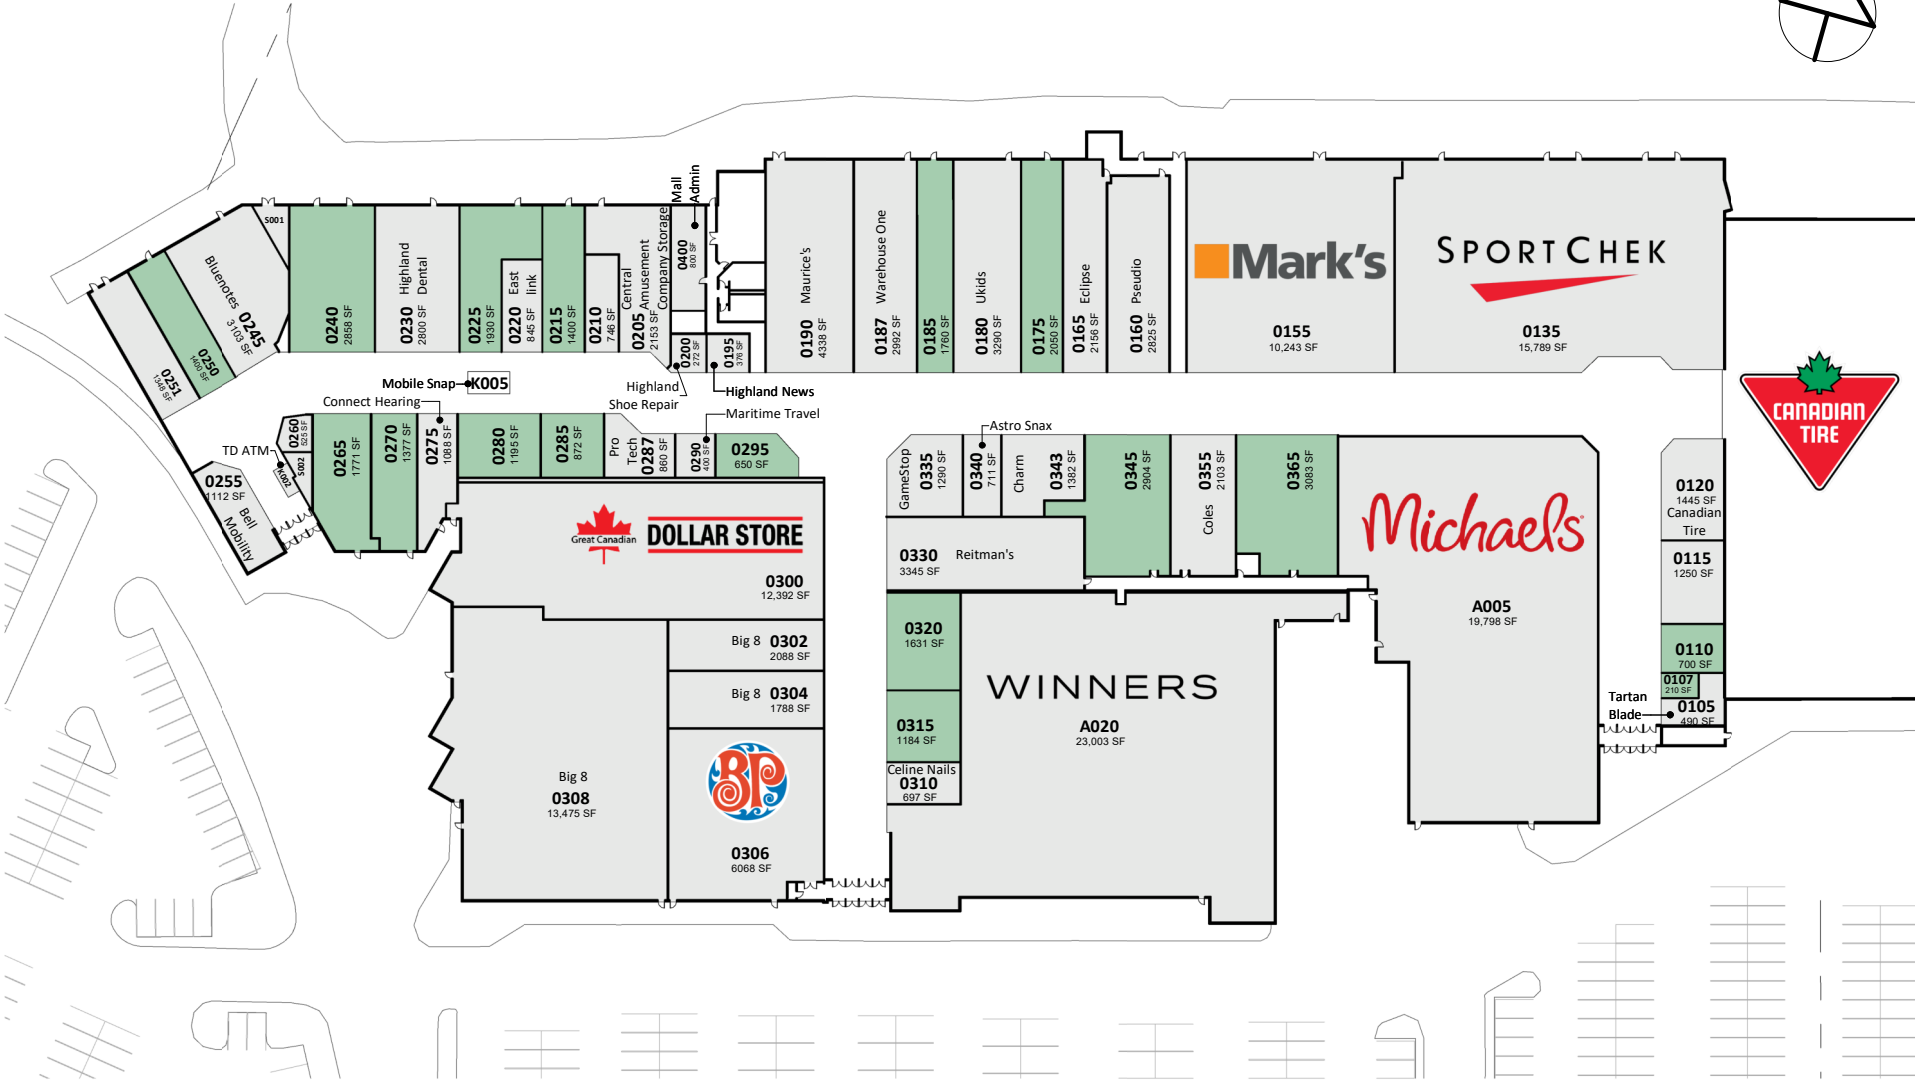 Mall
Admin
0400
800 SF
S001
Bluenotes
0245
3103 SF
0250
1400 SF
0251
1348 SF
0240
2858 SF
Highland
Dental
0230
2800 SF
0225
1930 SF
East
link
0220
845 SF
0215
1400 SF
0210
746 SF
Central
Amusement
Company Storage
0205
2153 SF
0200
272 SF
0195
376 SF
Maurice's
0190
4338 SF
Warehouse One
0187
2992 SF
0185
1760 SF
Ukids
0180
3290 SF
0175
2050 SF
Eclipse
0165
2156 SF
Pseudio
0160
2825 SF
Mark's
0155
10,243 SF
SPORTCHEK
0135
15,789 SF
CANADIAN
TIRE
Mobile Snap
K005
Highland
Shoe Repair
Highland News
Connect Hearing
Maritime Travel
TD ATM
K002
S002
0260
525 SF
0255
1112 SF
Bell
Mobility
0265
1771 SF
0270
1377 SF
0275
1088 SF
0280
1195 SF
0285
872 SF
Pro
Tech
0287
860 SF
0290
400 SF
0295
650 SF
Astro Snax
GameStop
0335
1290 SF
0340
711 SF
Charm
0343
1382 SF
0345
2904 SF
Coles
0355
2103 SF
0365
3083 SF
Michaels
A005
19,798 SF
0120
1445 SF
Canadian
Tire
0115
1250 SF
0110
700 SF
0107
210 SF
0105
490 SF
Tartan
Blade
Great Canadian
DOLLAR STORE
0300
12,392 SF
0330
3345 SF
Reitman's
Big 8 0302
2088 SF
Big 8 0304
1788 SF
Big 8
0308
13,475 SF
BP
0306
6068 SF
0320
1631 SF
0315
1184 SF
Celine Nails
0310
697 SF
WINNERS
A020
23,003 SF